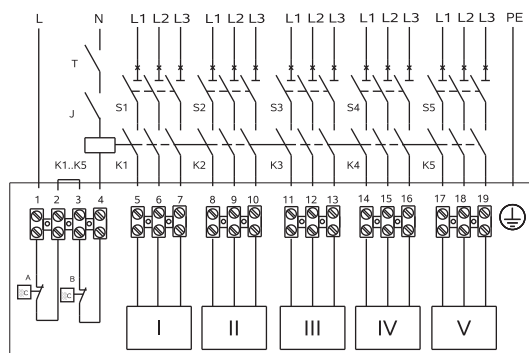 L N L1 L2 L3 L1 L2 L3 L1 L2 L3 L1 L2 L3 L1 L2 L3 PE
T
S1 S2 S3 S4 S5
J
K1..K5 K1 K2 K3 K4 K5
1 2 3 4 5 6 7 8 9 10 11 12 13 14 15 16 17 18 19
A B
I II III IV V